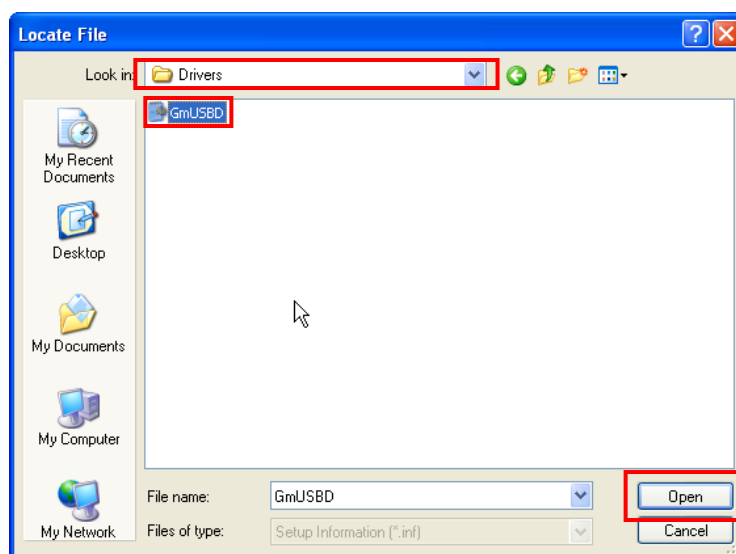 Locate File
Look in:
Drivers
GmUSBD
My Recent
Documents
Desktop
My Documents
My Computer
My Network
File name:
GmUSBD
Open
Files of type:
Setup Information (*.inf)
Cancel